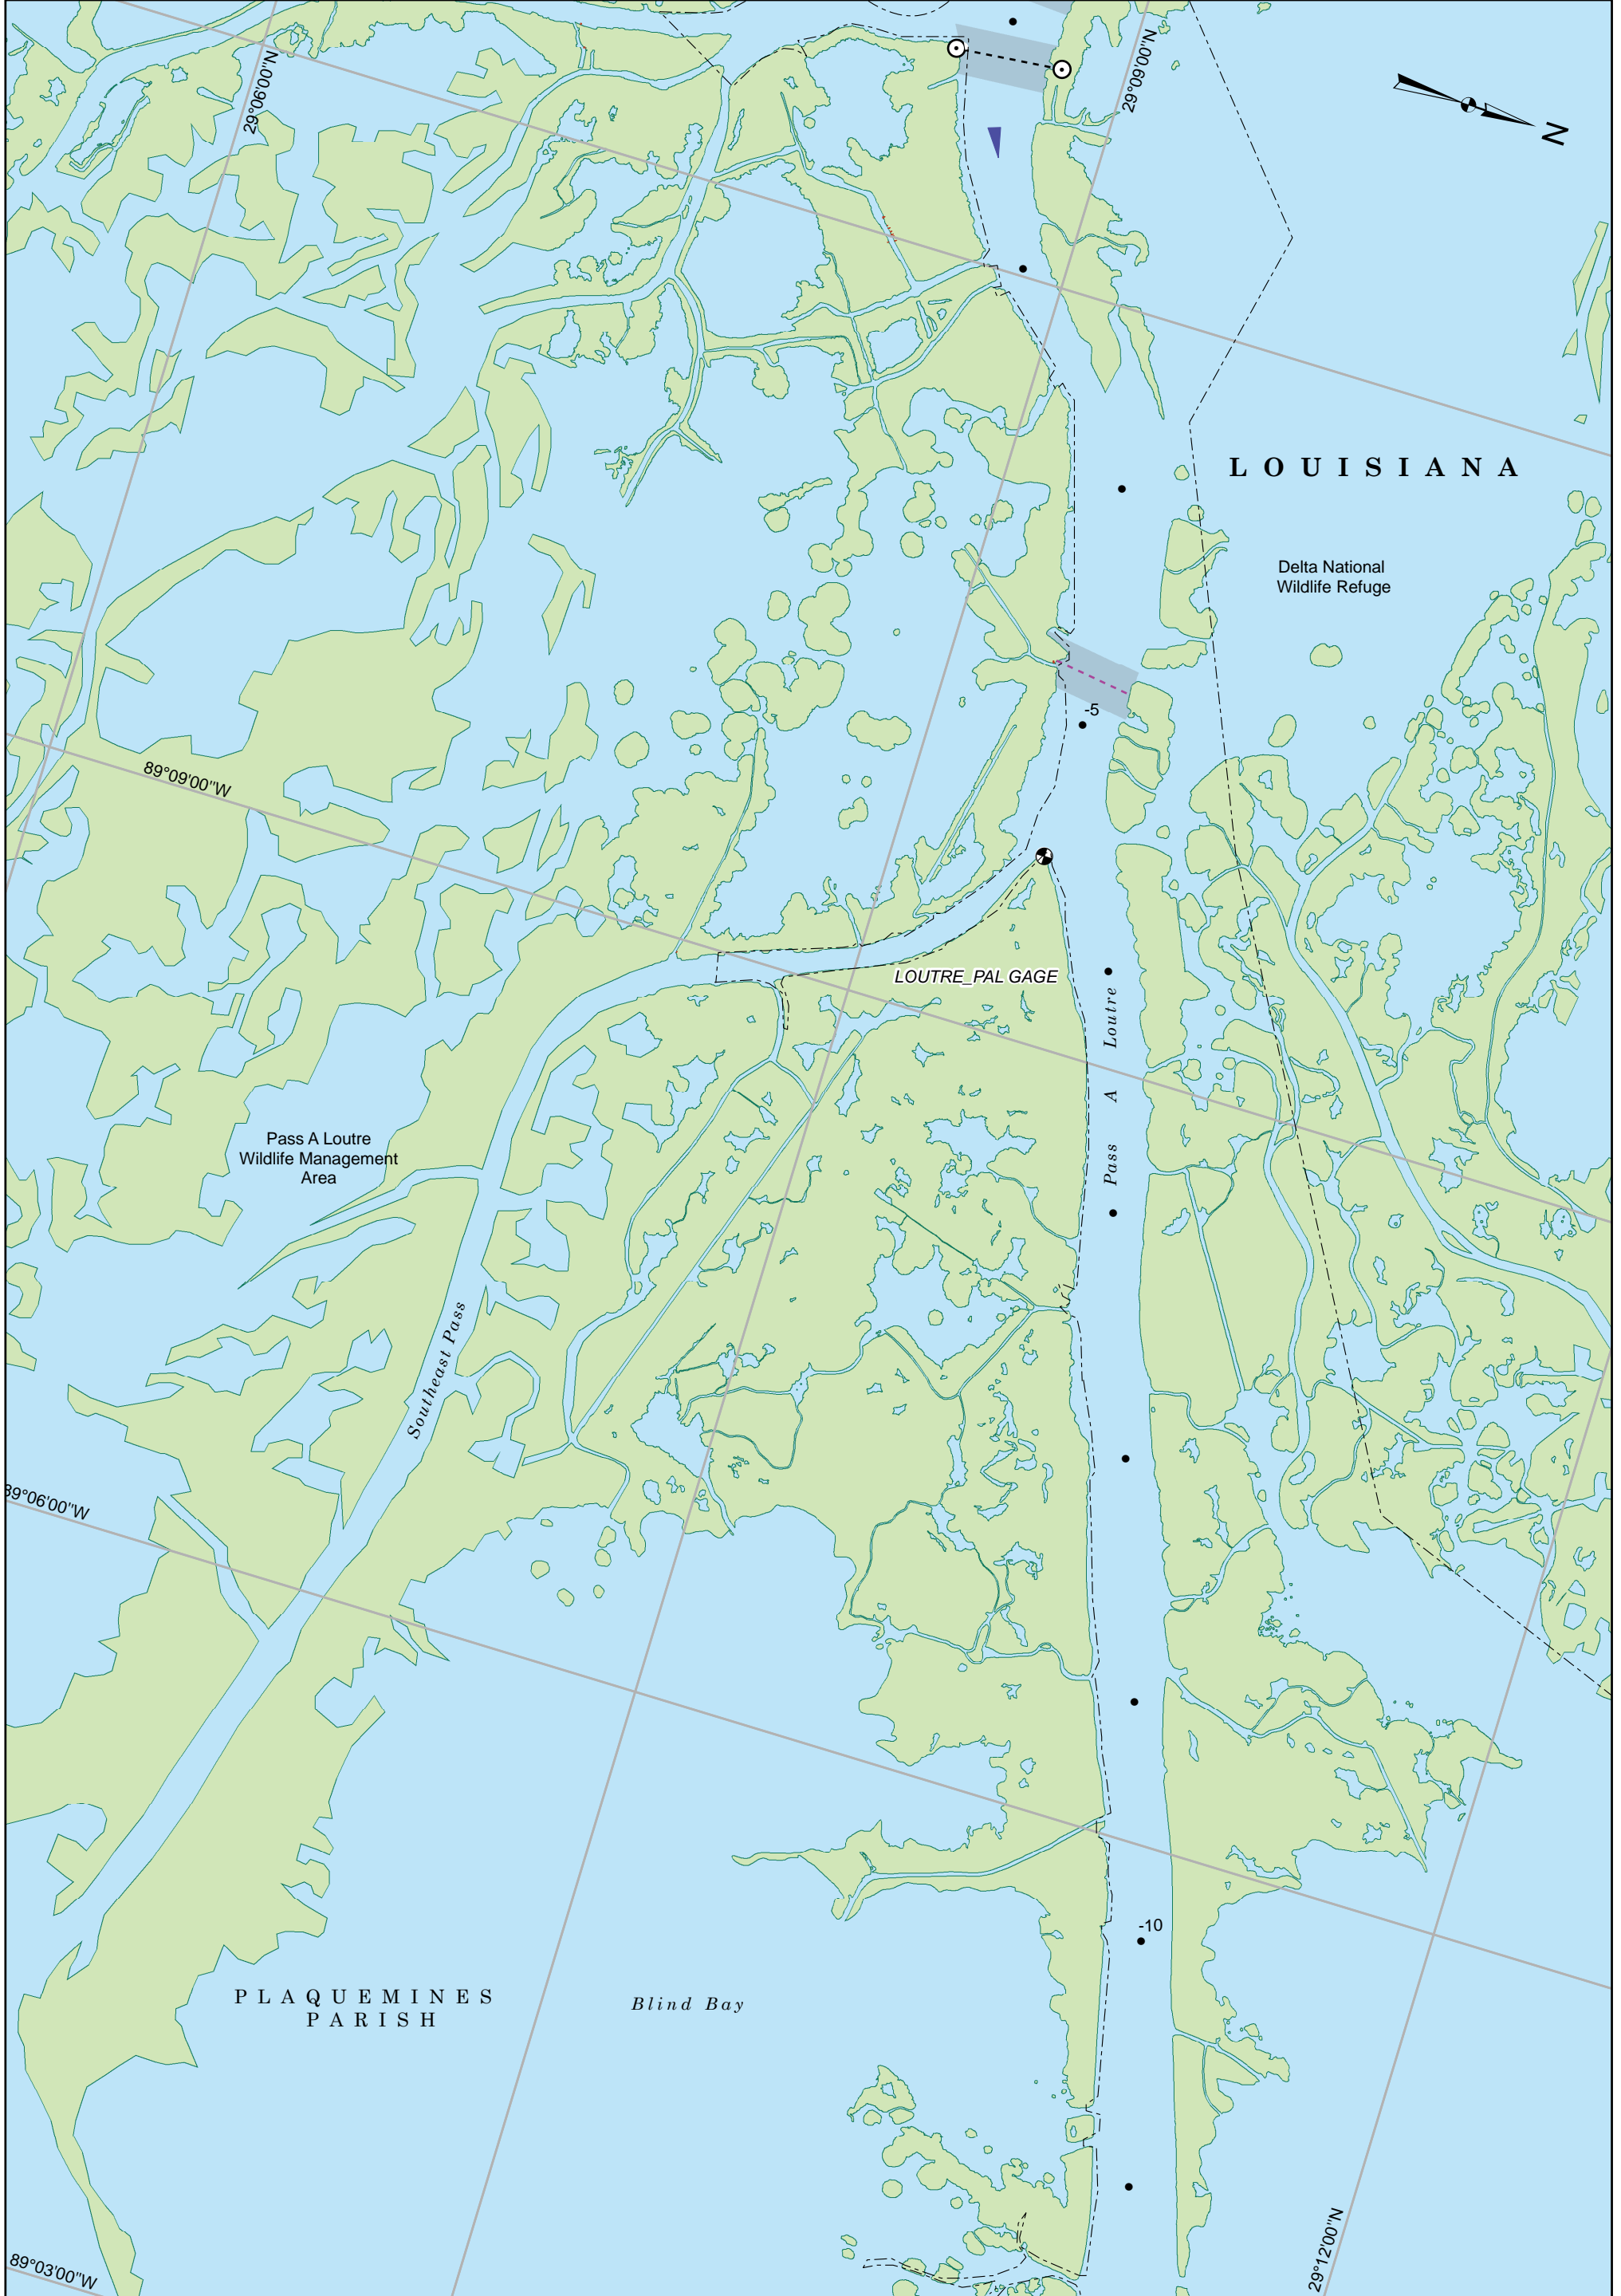 29°06'00"N
29°09'00"N
N
LOUISIANA
Delta National
Wildlife Refuge
-5
89°09'00"W
LOUTRE_PAL GAGE
Pass A Loutre
Pass A Loutre
Wildlife Management
Area
Southeast Pass
89°06'00"W
-10
PLAQUEMINES
PARISH
Blind Bay
29°12'00"N
89°03'00"W